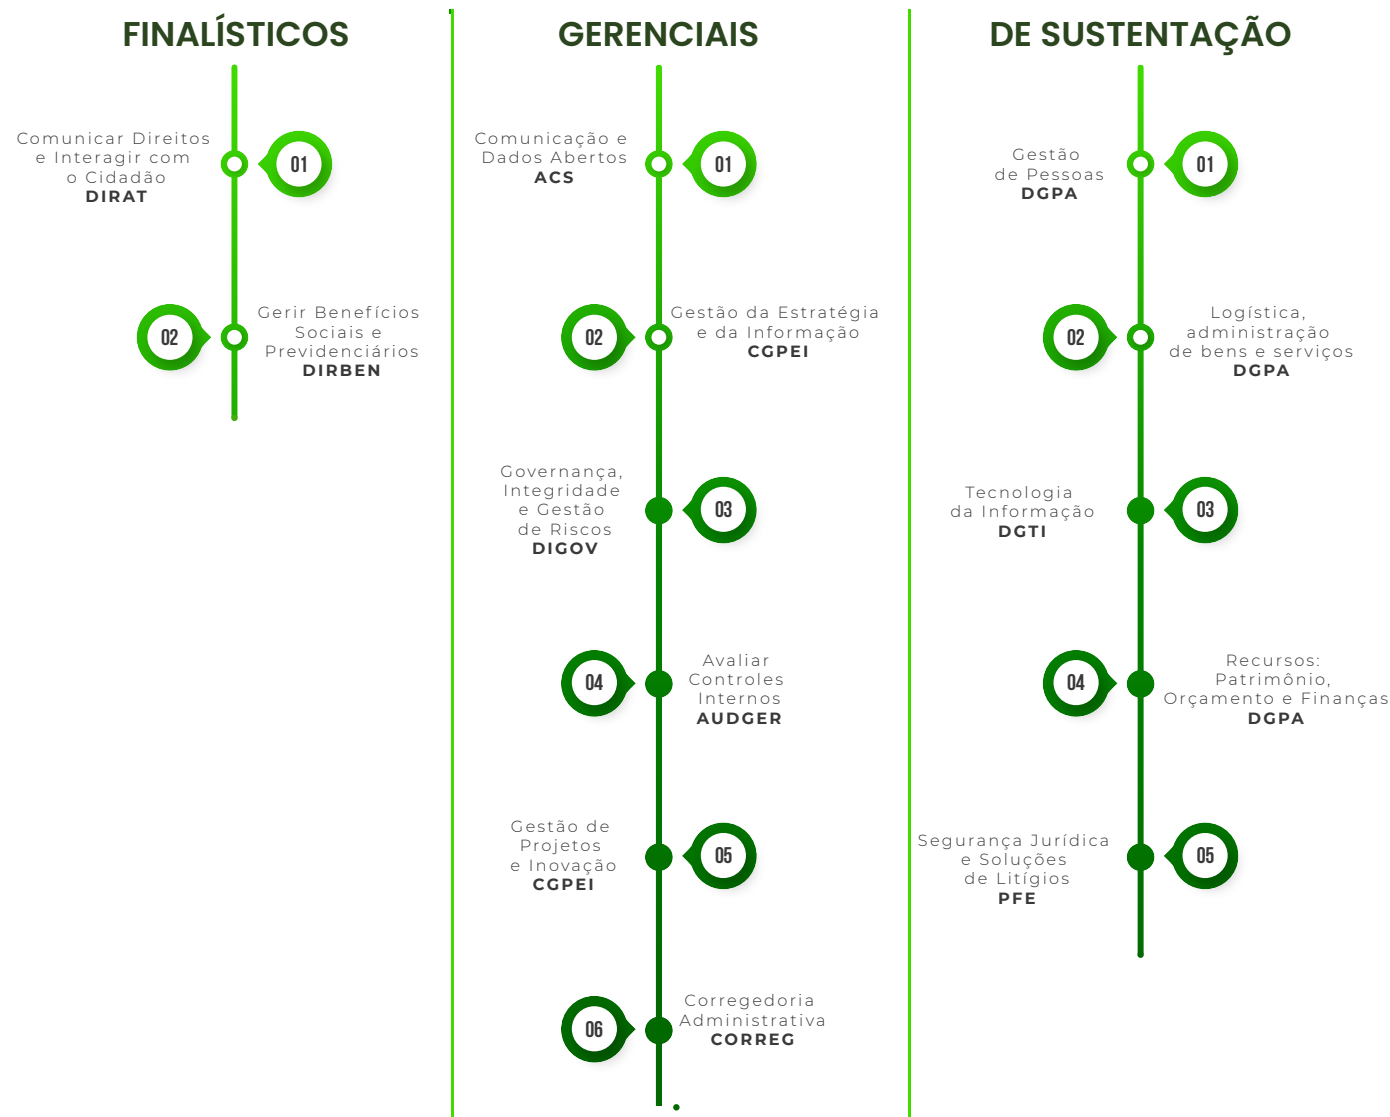 FINALÍSTICOS
Comunicar Direitos
e Interagir com
o Cidadão
DIRAT
01
02
Gerir Benefícios
Sociais e
Previdenciários
DIRBEN
GERENCIAIS
Comunicação e
Dados Abertos
ACS
01
02
Gestão da Estratégia
e da Informação
CGPEI
Governança,
Integridade
e Gestão
de Riscos
DIGOV
03
04
Avaliar
Controles
Internos
AUDGER
Gestão de
Projetos
e Inovação
CGPEI
05
06
Corregedoria
Administrativa
CORREG
DE SUSTENTAÇÃO
Gestão
de Pessoas
DGPA
01
02
Logística,
administração
de bens e serviços
DGPA
Tecnologia
da Informação
DGTI
03
04
Recursos:
Patrimônio,
Orçamento e Finanças
DGPA
Segurança Jurídica
e Soluções
de Litígios
PFE
05